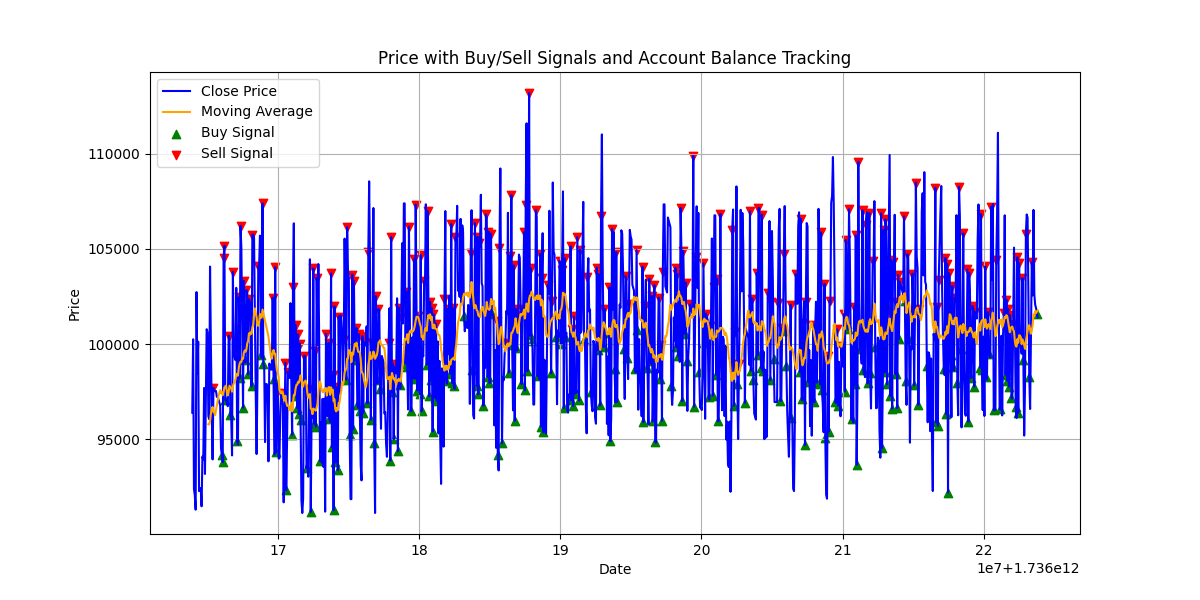 Price with Buy/Sell Signals and Account Balance Tracking
Close Price
Moving Average
Buy Signal
Sell Signal
110000
105000
100000
95000
Price
17
18
19
20
21
22
Date
1e7+1.736e12